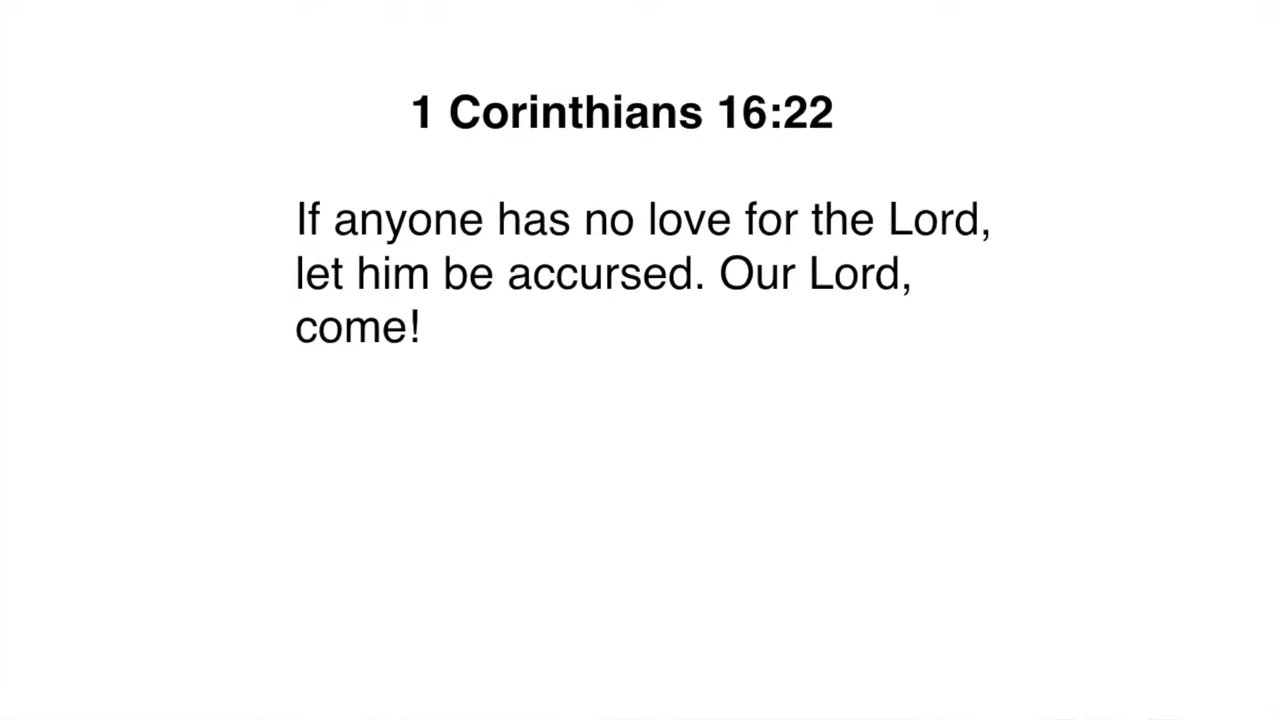 1 Corinthians 16:22
If anyone has no love for the Lord,
let him be accursed. Our Lord,
come!